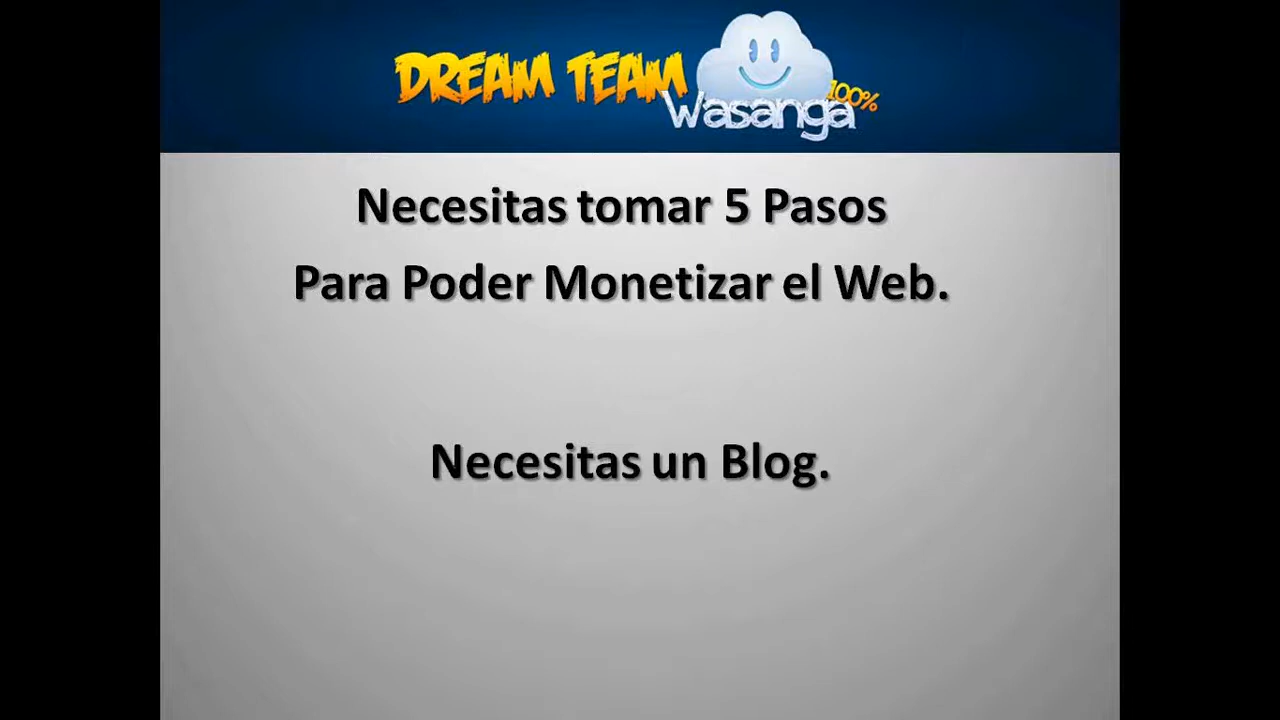 DREAM TEAM
Wasanga 100%
Necesitas tomar 5 Pasos
Para Poder Monetizar el Web.
Necesitas un Blog.